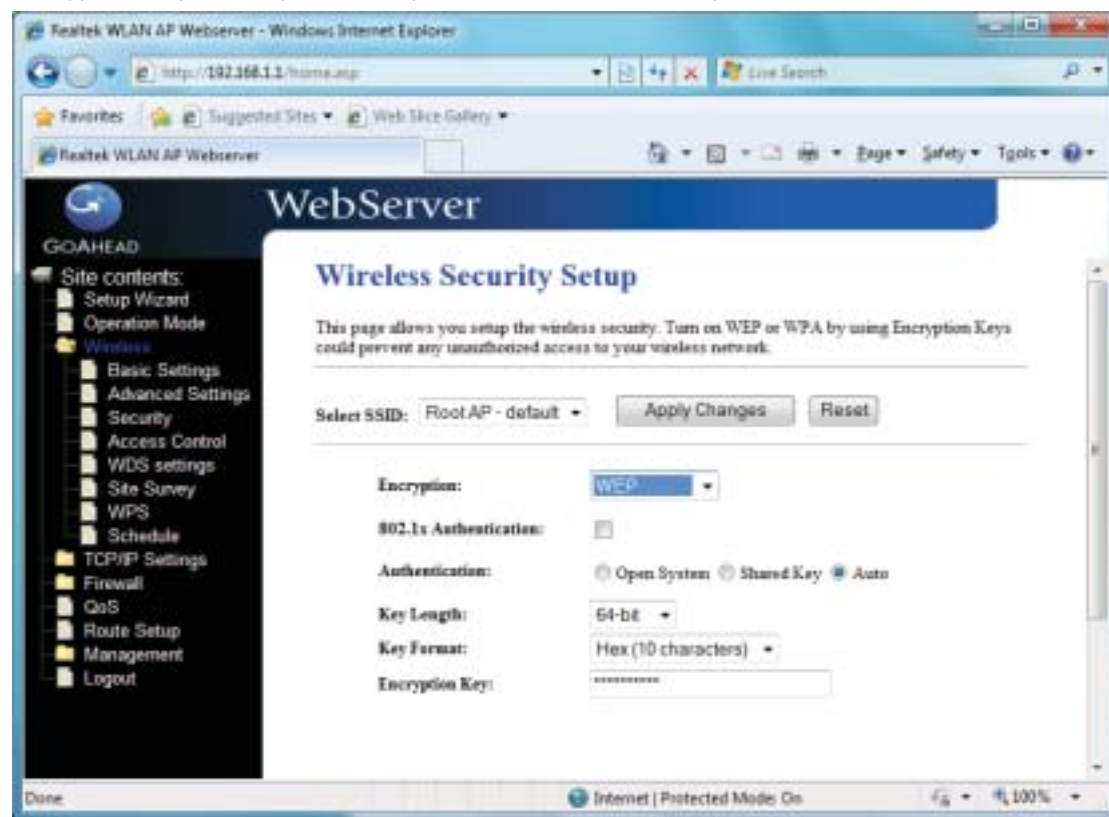 Realtek WLAN AP Webserver - Windows Internet Explorer
http://192.168.1.1/home.asp
Live Search
Favorites
Suggested Sites
Web Slice Gallery
Realtek WLAN AP Webserver
Page
Safety
Tools
GOAHEAD
WebServer
Site contents:
Setup Wizard
Operation Mode
Wireless
Basic Settings
Advanced Settings
Security
Access Control
WDS settings
Site Survey
WPS
Schedule
TCP/IP Settings
Firewall
QoS
Route Setup
Management
Logout
Wireless Security Setup
This page allows you setup the wireless security. Turn on WEP or WPA by using Encryption Keys
could prevent any unauthorized access to your wireless network.
Select SSID: Root AP - default Apply Changes Reset
Encryption: WEP
802.1x Authentication:
Authentication: Open System Shared Key Auto
Key Length: 64-bit
Key Format: Hex (10 characters)
Encryption Key: **********
Done
Internet | Protected Mode: On
100%